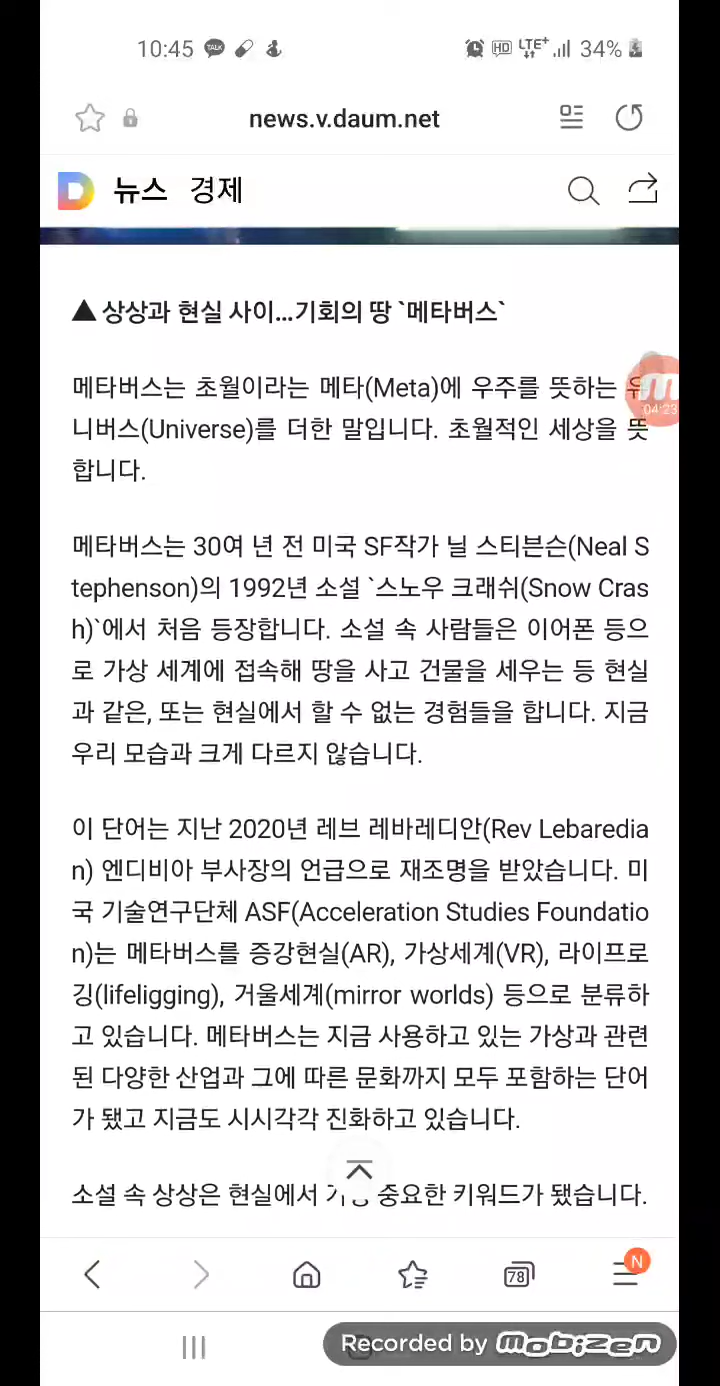 10:45 TALK HD LTE+ 34%
news.v.daum.net
뉴스 경제
▲ 상상과 현실 사이...기회의 땅 `메타버스`
메타버스는 초월이라는 메타(Meta)에 우주를 뜻하는 유
니버스(Universe)를 더한 말입니다. 초월적인 세상을 뜻
합니다.
04:23
메타버스는 30여 년 전 미국 SF작가 닐 스티븐슨(Neal S
tephenson)의 1992년 소설 `스노우 크래쉬(Snow Cras
h)`에서 처음 등장합니다. 소설 속 사람들은 이어폰 등으
로 가상 세계에 접속해 땅을 사고 건물을 세우는 등 현실
과 같은, 또는 현실에서 할 수 없는 경험들을 합니다. 지금
우리 모습과 크게 다르지 않습니다.
이 단어는 지난 2020년 레브 레바레디안(Rev Lebaredia
n) 엔디비아 부사장의 언급으로 재조명을 받았습니다. 미
국 기술연구단체 ASF(Acceleration Studies Foundatio
n)는 메타버스를 증강현실(AR), 가상세계(VR), 라이프로
깅(lifeligging), 거울세계(mirror worlds) 등으로 분류하
고 있습니다. 메타버스는 지금 사용하고 있는 가상과 관련
된 다양한 산업과 그에 따른 문화까지 모두 포함하는 단어
가 됐고 지금도 시시각각 진화하고 있습니다.
소설 속 상상은 현실에서 중요한 키워드가 됐습니다.
78 N
Recorded by mobizen